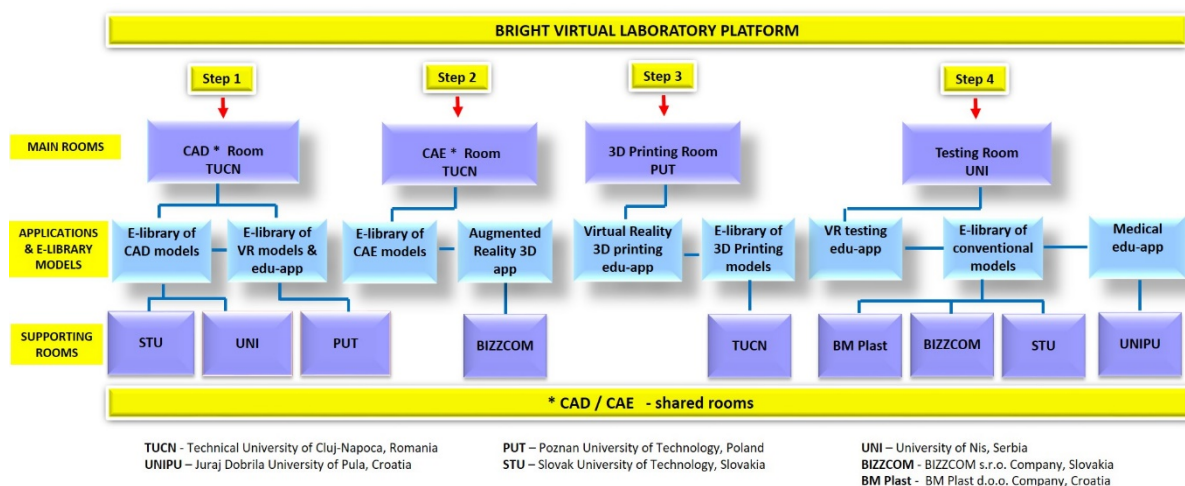 BRIGHT VIRTUAL LABORATORY PLATFORM
Step 1
Step 2
Step 3
Step 4
MAIN ROOMS
CAD * Room
TUCN
CAE * Room
TUCN
3D Printing Room
PUT
Testing Room
UNI
APPLICATIONS
& E-LIBRARY
MODELS
E-library of
CAD models
E-library of
VR models &
edu-app
E-library of
CAE models
Augmented
Reality 3D
app
Virtual Reality
3D printing
edu-app
E-library of
3D Printing
models
VR testing
edu-app
E-library of
conventional
models
Medical
edu-app
SUPPORTING
ROOMS
STU
UNI
PUT
BIZZCOM
TUCN
BM Plast
BIZZCOM
STU
UNIPU
* CAD / CAE - shared rooms
TUCN - Technical University of Cluj-Napoca, Romania
UNIPU – Juraj Dobrila University of Pula, Croatia
PUT – Poznan University of Technology, Poland
STU – Slovak University of Technology, Slovakia
UNI – University of Nis, Serbia
BIZZCOM - BIZZCOM s.r.o. Company, Slovakia
BM Plast - BM Plast d.o.o. Company, Croatia